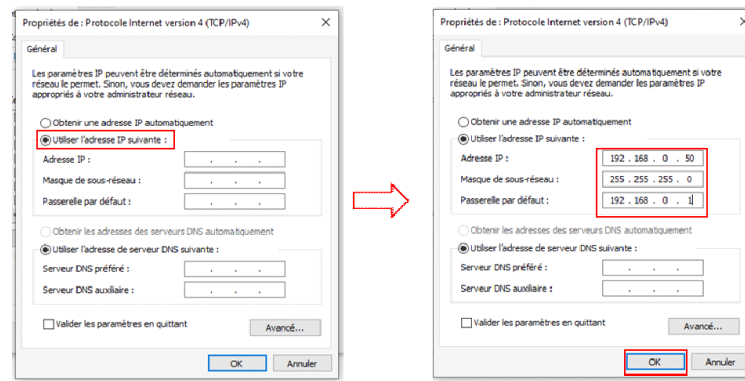 Propriétés de : Protocole Internet version 4 (TCP/IPv4)
Général
Les paramètres IP peuvent être déterminés automatiquement si votre
réseau le permet. Sinon, vous devez demander les paramètres IP
appropriés à votre administrateur réseau.
Obtenir une adresse IP automatiquement
Utiliser l'adresse IP suivante :
Adresse IP :
Masque de sous-réseau :
Passerelle par défaut :
Obtenir les adresses des serveurs DNS automatiquement
Utiliser l'adresse de serveur DNS suivante :
Serveur DNS préféré :
Serveur DNS auxiliaire :
Valider les paramètres en quittant
Avancé...
OK Annuler
Propriétés de : Protocole Internet version 4 (TCP/IPv4)
Général
Les paramètres IP peuvent être déterminés automatiquement si votre
réseau le permet. Sinon, vous devez demander les paramètres IP
appropriés à votre administrateur réseau.
Obtenir une adresse IP automatiquement
Utiliser l'adresse IP suivante :
Adresse IP : 192 . 168 . 0 . 50
Masque de sous-réseau : 255 . 255 . 255 . 0
Passerelle par défaut : 192 . 168 . 0 . 1
Obtenir les adresses des serveurs DNS automatiquement
Utiliser l'adresse de serveur DNS suivante :
Serveur DNS préféré :
Serveur DNS auxiliaire :
Valider les paramètres en quittant
Avancé...
OK Annuler